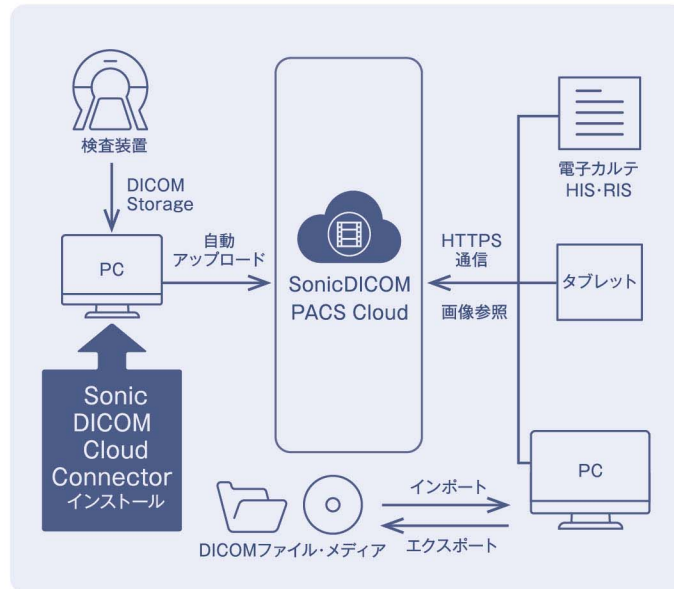 検査装置
DICOM
Storage
PC
自動
アップロード
Sonic
DICOM
Cloud
Connector
インストール
SonicDICOM
PACS Cloud
HTTPS
通信
画像参照
電子カルテ
HIS・RIS
タブレット
PC
インポート
エクスポート
DICOMファイル・メディア